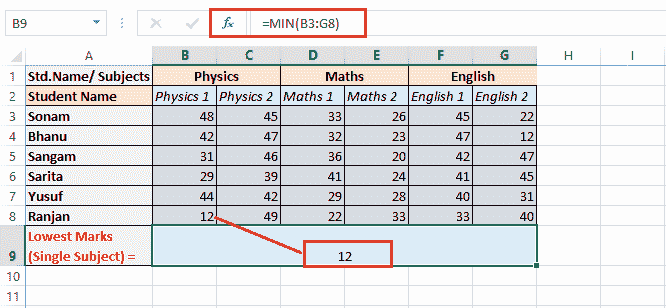 B9 fx =MIN(B3:G8)
A B C D E F G H I
1 Std.Name/ Subjects Physics Maths English
2 Student Name Physics 1 Physics 2 Maths 1 Maths 2 English 1 English 2
3 Sonam 48 45 33 26 45 22
4 Bhanu 42 47 32 23 47 12
5 Sangam 31 46 36 20 42 47
6 Sarita 29 39 41 24 41 45
7 Yusuf 44 42 29 28 40 31
8 Ranjan 12 49 22 33 33 40
Lowest Marks
9 (Single Subject) = 12
10
11